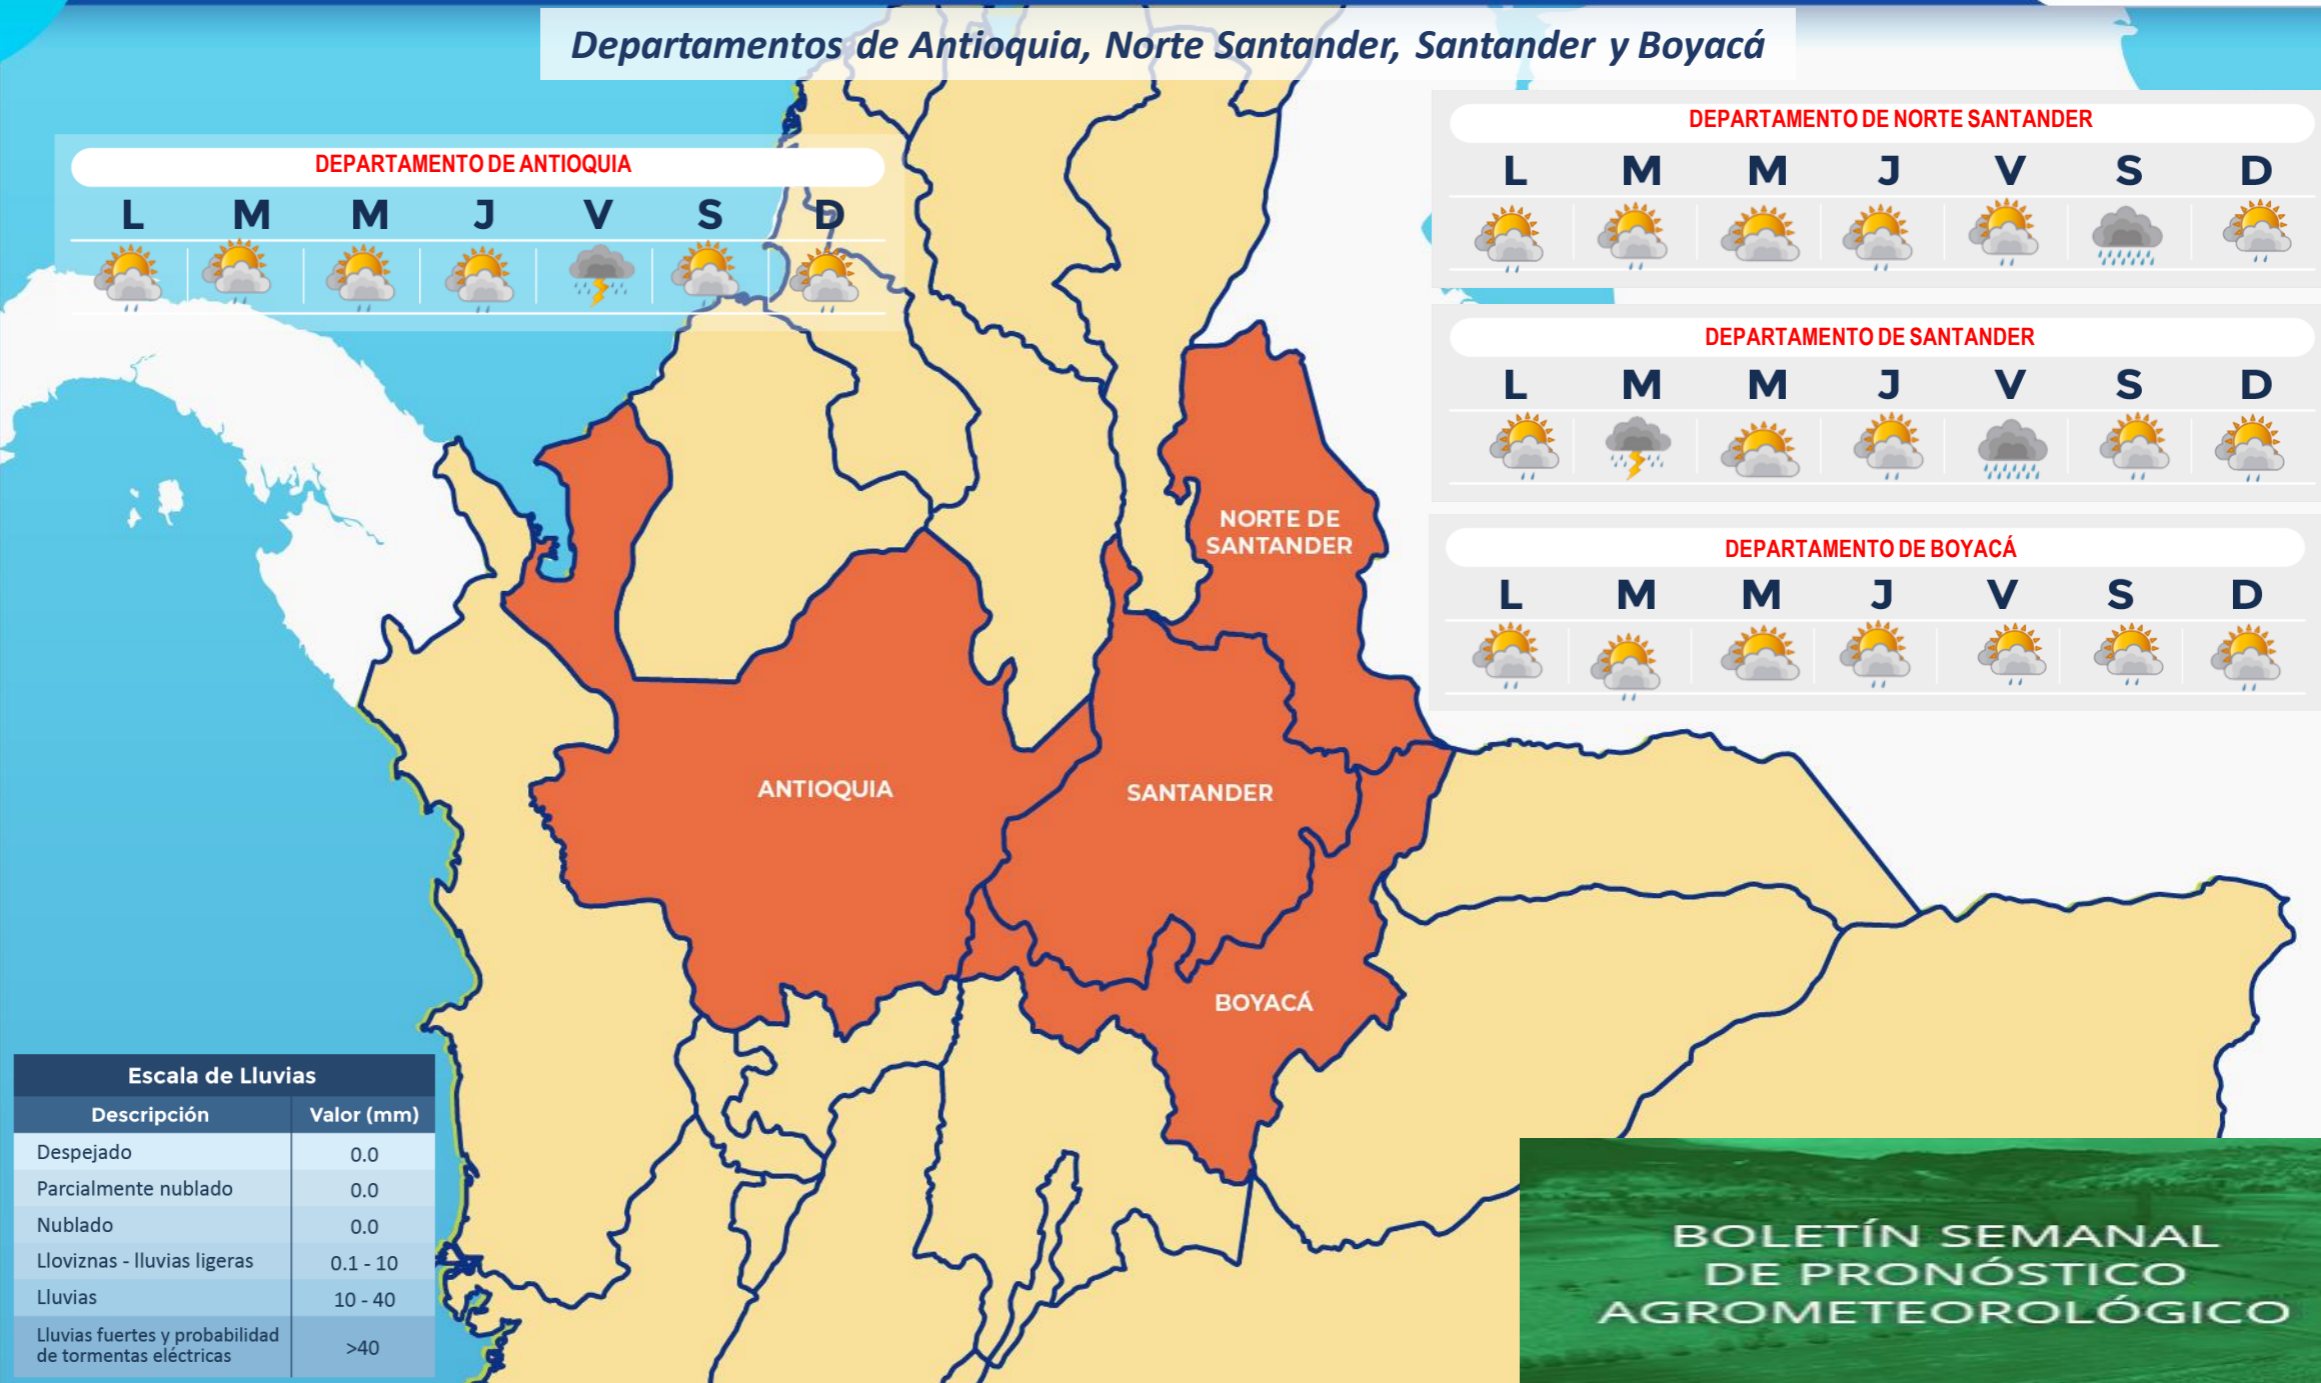 Departamentos de Antioquia, Norte Santander, Santander y Boyacá
DEPARTAMENTO DE ANTIOQUIA
L M M J V S D
DEPARTAMENTO DE NORTE SANTANDER
L M M J V S D
DEPARTAMENTO DE SANTANDER
L M M J V S D
DEPARTAMENTO DE BOYACÁ
L M M J V S D
NORTE DE
SANTANDER
ANTIOQUIA
SANTANDER
BOYACÁ
Escala de Lluvias
Descripción Valor (mm)
Despejado 0.0
Parcialmente nublado 0.0
Nublado 0.0
Lloviznas - lluvias ligeras 0.1 - 10
Lluvias 10 - 40
Lluvias fuertes y probabilidad
de tormentas eléctricas >40
BOLETÍN SEMANAL
DE PRONÓSTICO
AGROMETEOROLÓGICO